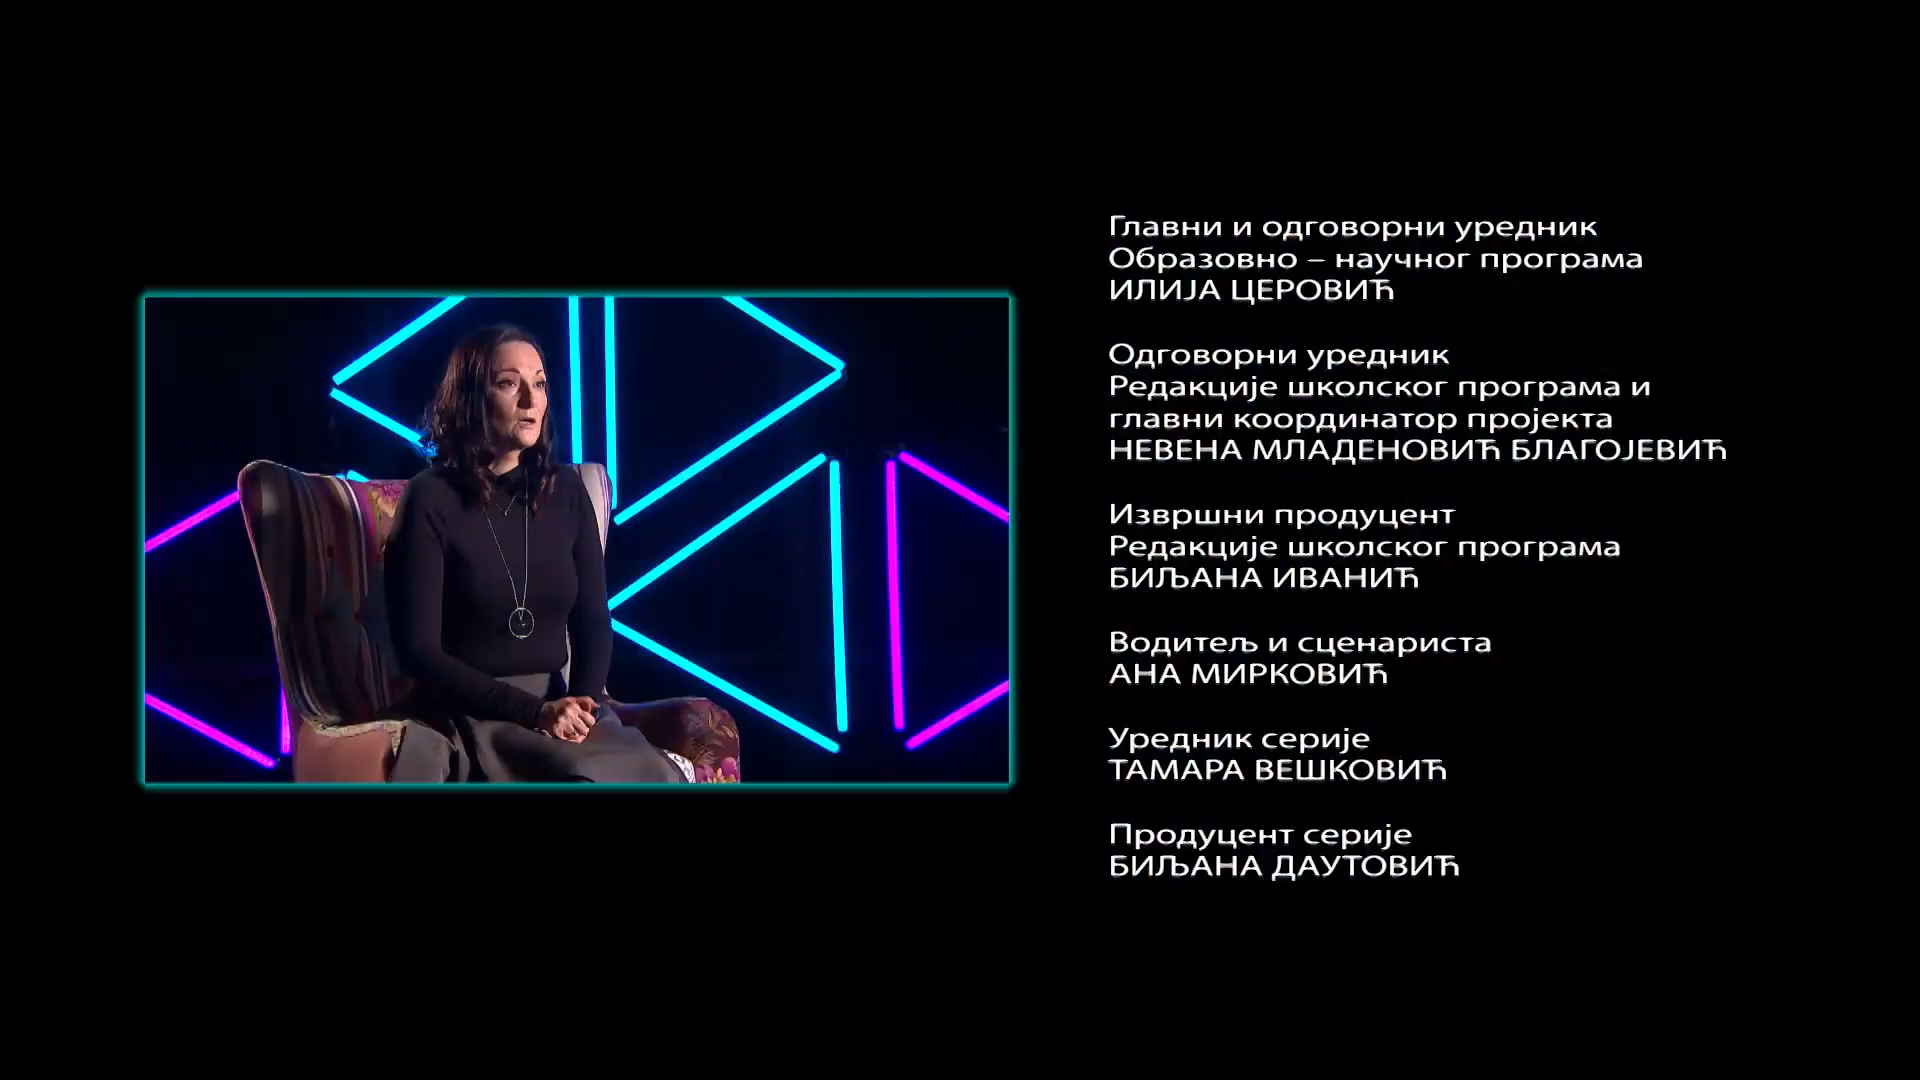 Главни и одговорни уредник
Образовно – научног програма
ИЛИЈА ЦЕРОВИЋ
Одговорни уредник
Редакције школског програма и
главни координатор пројекта
НЕВЕНА МЛАДЕНОВИЋ БЛАГОЈЕВИЋ
Извршни продуцент
Редакције школског програма
БИЉАНА ИВАНИЋ
Водитељ и сценариста
АНА МИРКОВИЋ
Уредник серије
ТАМАРА ВЕШКОВИЋ
Продуцент серије
БИЉАНА ДАУТОВИЋ